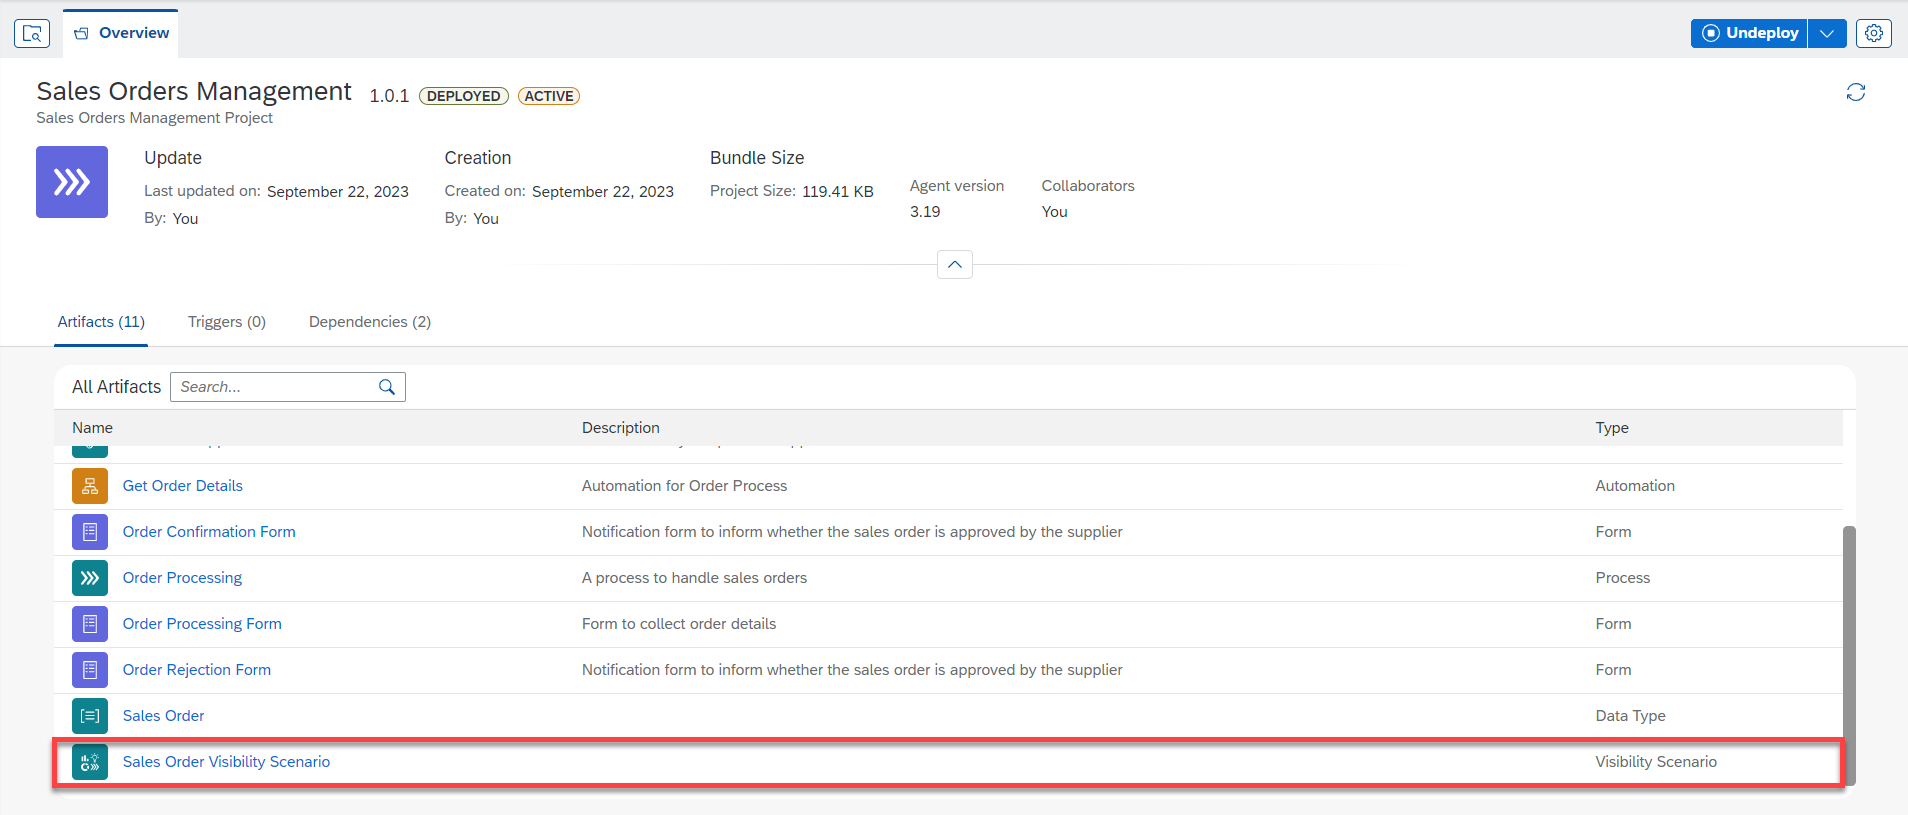 Overview
Undeploy
Sales Orders Management 1.0.1 DEPLOYED ACTIVE
Sales Orders Management Project
Update
Last updated on: September 22, 2023
By: You
Creation
Created on: September 22, 2023
By: You
Bundle Size
Project Size: 119.41 KB
Agent version
3.19
Collaborators
You
Artifacts (11) Triggers (0) Dependencies (2)
All Artifacts Search...
Name Description Type
Get Order Details Automation for Order Process Automation
Order Confirmation Form Notification form to inform whether the sales order is approved by the supplier Form
Order Processing A process to handle sales orders Process
Order Processing Form Form to collect order details Form
Order Rejection Form Notification form to inform whether the sales order is approved by the supplier Form
Sales Order Data Type
Sales Order Visibility Scenario Visibility Scenario